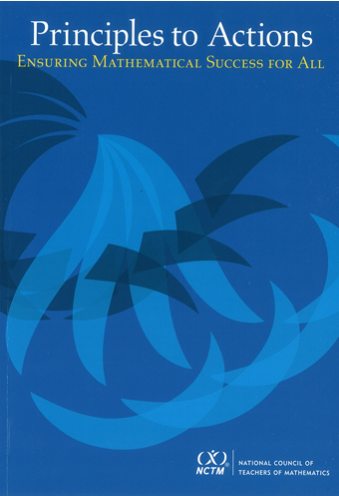 Principles to Actions
ENSURING MATHEMATICAL SUCCESS FOR ALL
NCTM®
NATIONAL COUNCIL OF
TEACHERS OF MATHEMATICS